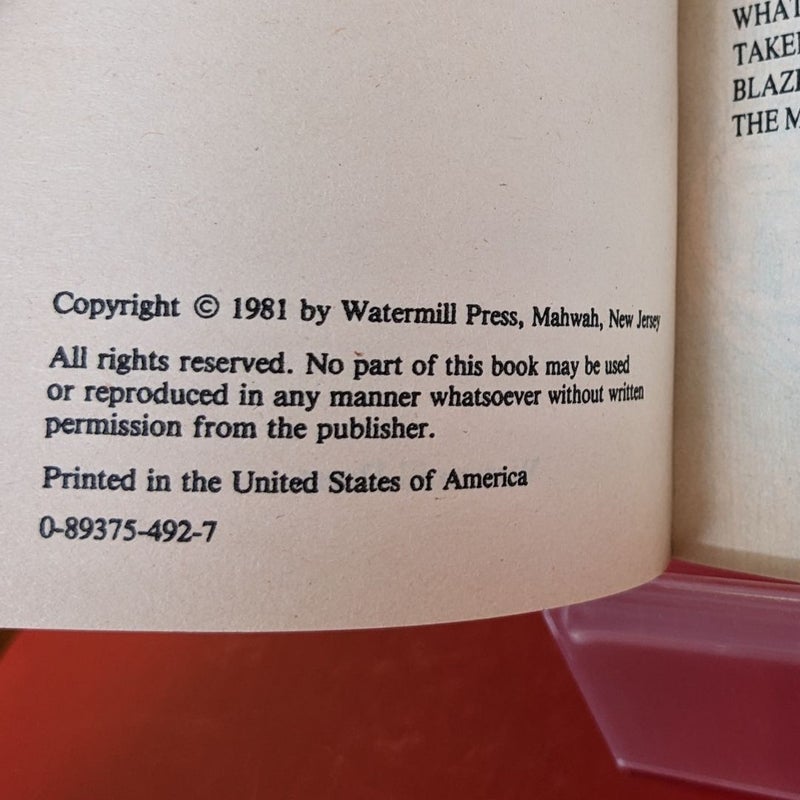 Copyright © 1981 by Watermill Press, Mahwah, New Jersey
All rights reserved. No part of this book may be used
or reproduced in any manner whatsoever without written
permission from the publisher.
Printed in the United States of America
0-89375-492-7
THE